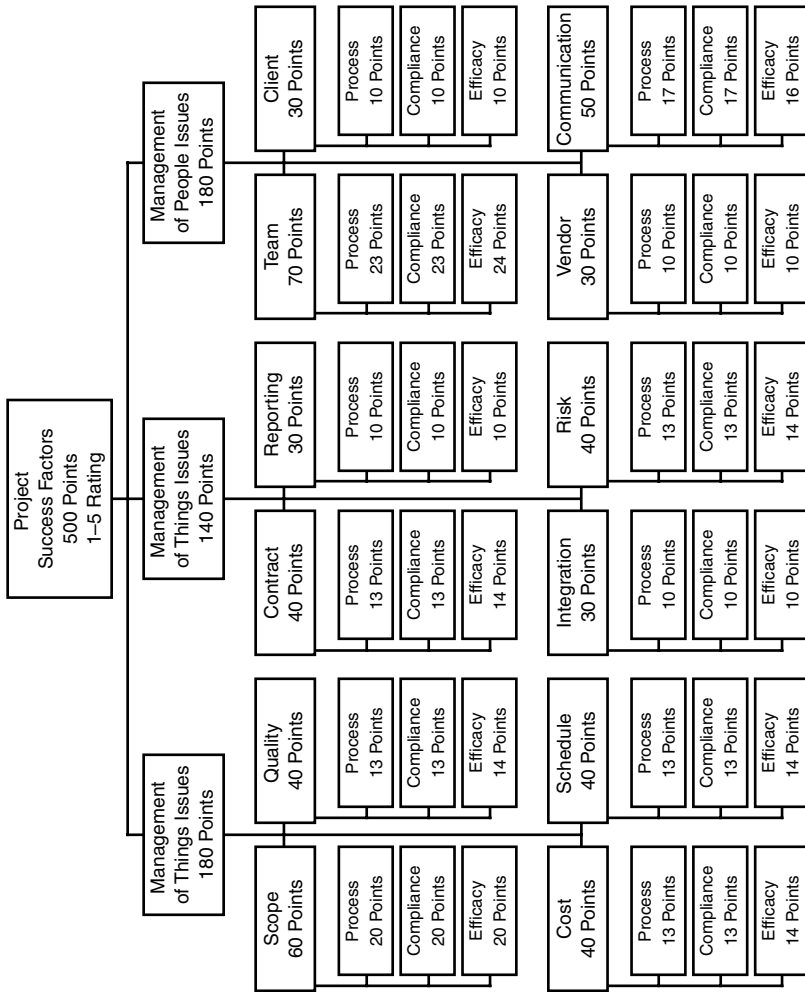 Project
Success Factors
500 Points
1–5 Rating
Management
of Things Issues
180 Points
Scope
60 Points
Process
20 Points
Compliance
20 Points
Efficacy
20 Points
Quality
40 Points
Process
13 Points
Compliance
13 Points
Efficacy
14 Points
Cost
40 Points
Process
13 Points
Compliance
13 Points
Efficacy
14 Points
Schedule
40 Points
Process
13 Points
Compliance
13 Points
Efficacy
14 Points
Management
of Things Issues
140 Points
Contract
40 Points
Process
13 Points
Compliance
13 Points
Efficacy
14 Points
Reporting
30 Points
Process
10 Points
Compliance
10 Points
Efficacy
10 Points
Integration
30 Points
Process
10 Points
Compliance
10 Points
Efficacy
10 Points
Risk
40 Points
Process
13 Points
Compliance
13 Points
Efficacy
14 Points
Management
of People Issues
180 Points
Team
70 Points
Process
23 Points
Compliance
23 Points
Efficacy
24 Points
Client
30 Points
Process
10 Points
Compliance
10 Points
Efficacy
10 Points
Vendor
30 Points
Process
10 Points
Compliance
10 Points
Efficacy
10 Points
Communication
50 Points
Process
17 Points
Compliance
17 Points
Efficacy
16 Points